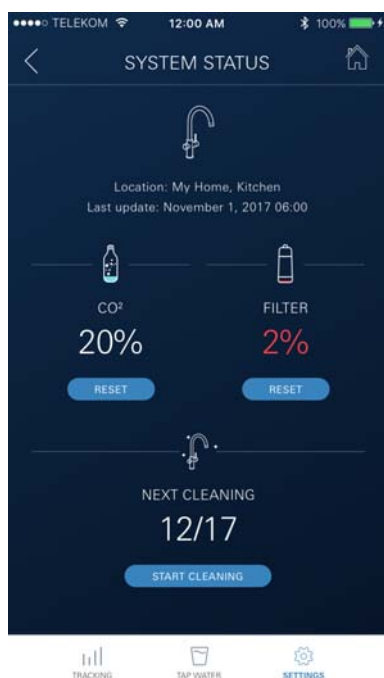 TELEKOM 12:00 AM 100%
SYSTEM STATUS
Location: My Home, Kitchen
Last update: November 1, 2017 06:00
CO² FILTER
20% 2%
RESET RESET
NEXT CLEANING
12/17
START CLEANING
TRACKING TAP WATER SETTINGS